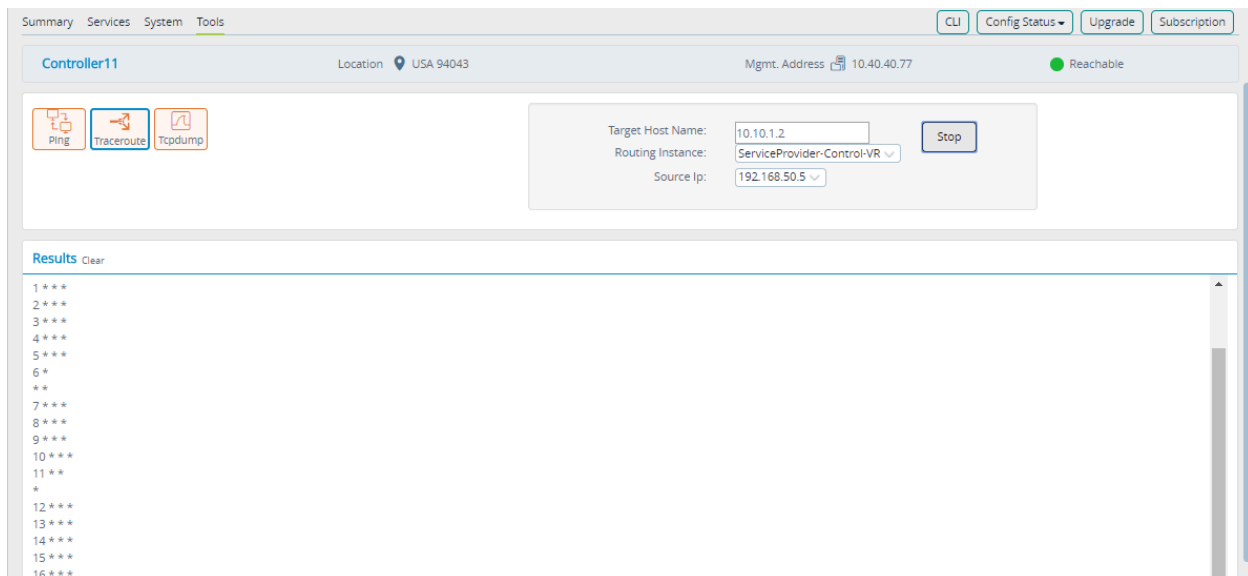 Summary Services System Tools CLI Config Status Upgrade Subscription
Controller11 Location USA 94043 Mgmt. Address 10.40.40.77 Reachable
Ping Traceroute Tcpdump
Target Host Name: 10.10.1.2 Stop
Routing Instance: ServiceProvider-Control-VR
Source Ip: 192.168.50.5
Results Clear
1 * * *
2 * * *
3 * * *
4 * * *
5 * * *
6 *
* *
7 * * *
8 * * *
9 * * *
10 * * *
11 * *
*
12 * * *
13 * * *
14 * * *
15 * * *
16 * * *